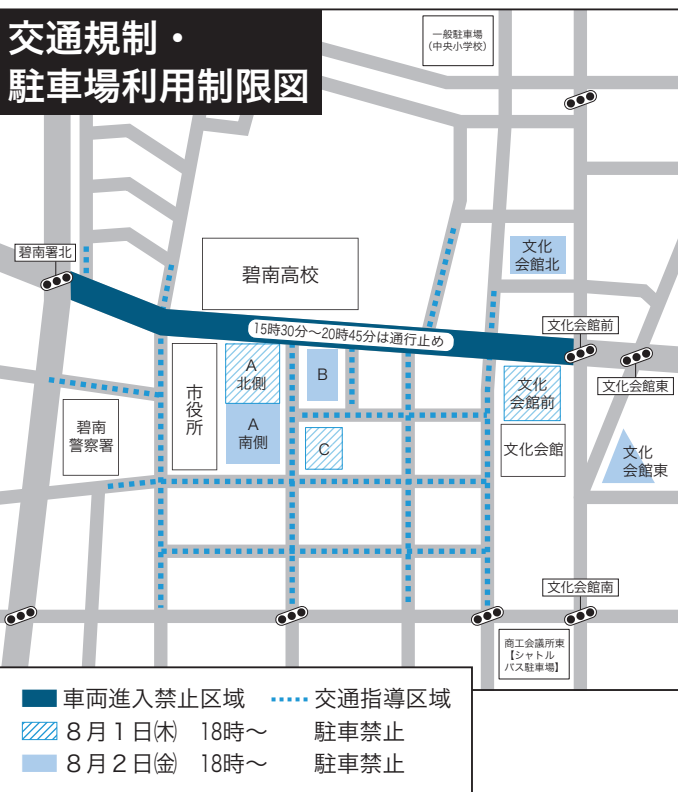 交通規制・
駐車場利用制限図
一般駐車場
(中央小学校)
碧南署北
碧南高校
文化
会館北
15時30分～20時45分は通行止め
文化会館前
文化会館東
市役所
A
北側
B
文化
会館前
碧南
警察署
A
南側
C
文化会館
文化
会館東
文化会館南
商工会議所東
【シャトル
バス駐車場】
車両進入禁止区域 交通指導区域
8月1日㈭ 18時～ 駐車禁止
8月2日㈮ 18時～ 駐車禁止